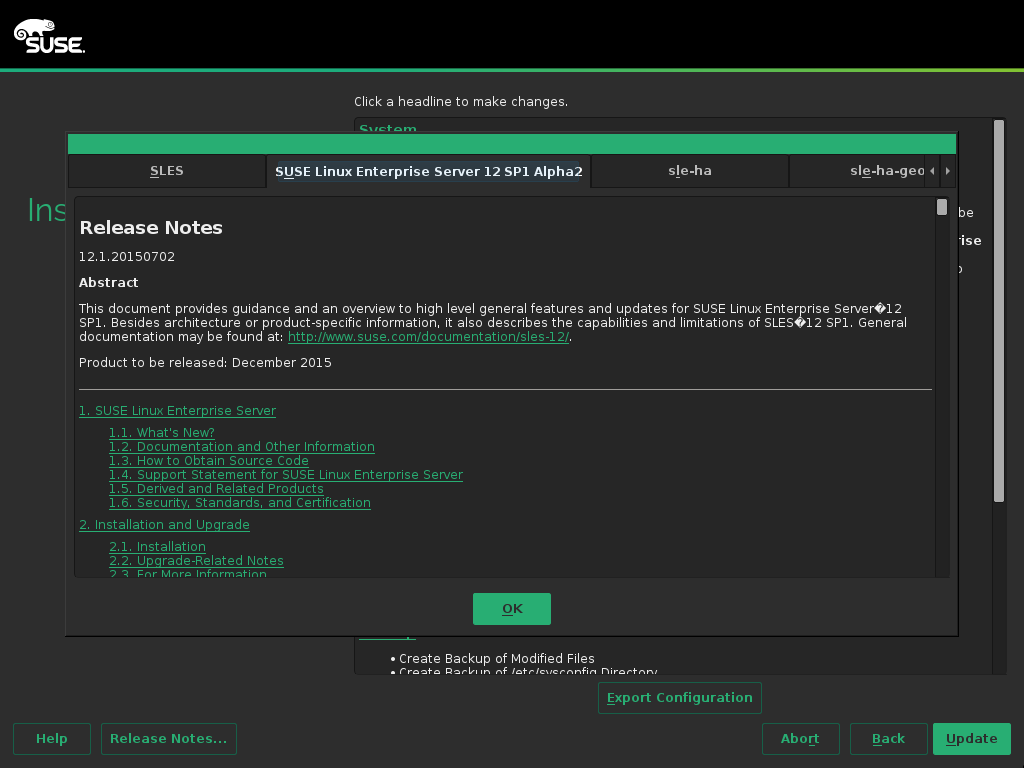 SUSE
Click a headline to make changes.
System
SLES
SUSE Linux Enterprise Server 12 SP1 Alpha2
sle-ha
sle-ha-geo
Ins
be
Release Notes
12.1.20150702
Abstract
This document provides guidance and an overview to high level general features and updates for SUSE Linux Enterprise Server�12
SP1. Besides architecture or product-specific information, it also describes the capabilities and limitations of SLES�12 SP1. General
documentation may be found at: http://www.suse.com/documentation/sles-12/.
Product to be released: December 2015
1. SUSE Linux Enterprise Server
1.1. What's New?
1.2. Documentation and Other Information
1.3. How to Obtain Source Code
1.4. Support Statement for SUSE Linux Enterprise Server
1.5. Derived and Related Products
1.6. Security, Standards, and Certification
2. Installation and Upgrade
2.1. Installation
2.2. Upgrade-Related Notes
2.3. For More Information
OK
• Create Backup of Modified Files
• Create Backup of /etc/sysconfig Directory
Export Configuration
Help
Release Notes...
Abort
Back
Update